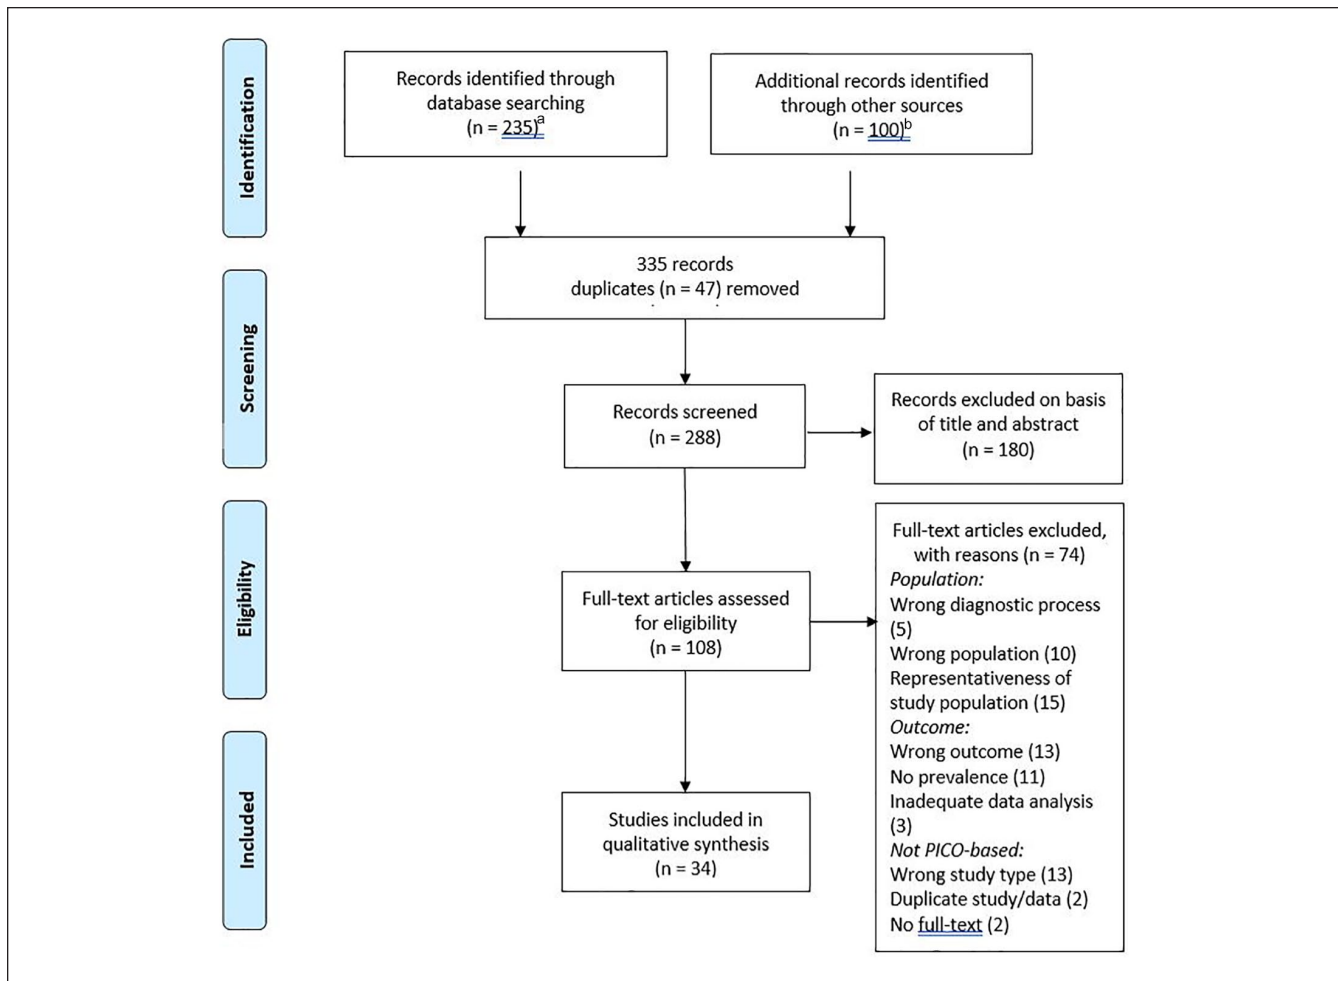 Identification
Records identified through
database searching
(n = 235)a
Additional records identified
through other sources
(n = 100)b
335 records
duplicates (n = 47) removed
Screening
Records screened
(n = 288)
Records excluded on basis
of title and abstract
(n = 180)
Eligibility
Full-text articles assessed
for eligibility
(n = 108)
Full-text articles excluded,
with reasons (n = 74)
Population:
Wrong diagnostic process
(5)
Wrong population (10)
Representativeness of
study population (15)
Outcome:
Wrong outcome (13)
No prevalence (11)
Inadequate data analysis
(3)
Not PICO-based:
Wrong study type (13)
Duplicate study/data (2)
No full-text (2)
Included
Studies included in
qualitative synthesis
(n = 34)